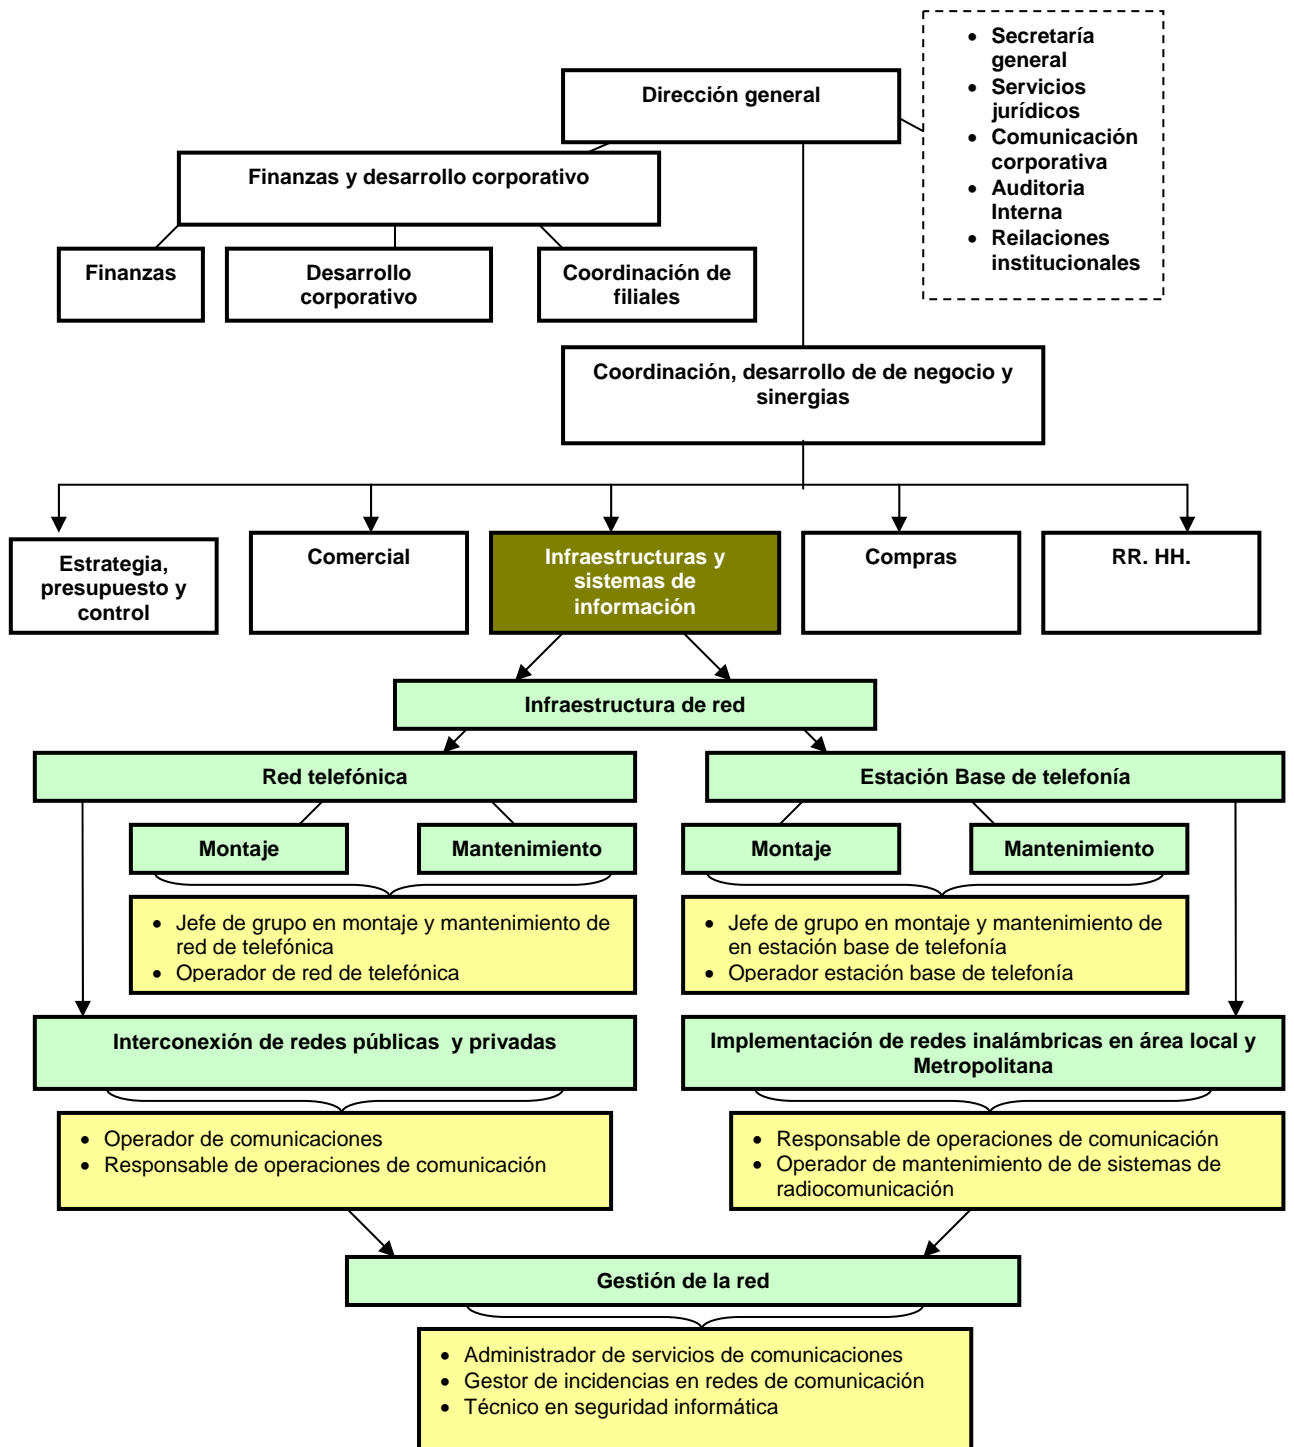 • Secretaría
general
• Servicios
jurídicos
• Comunicación
corporativa
• Auditoria
Interna
• Reilaciones
institucionales
Dirección general
Finanzas y desarrollo corporativo
Finanzas
Desarrollo
corporativo
Coordinación de
filiales
Coordinación, desarrollo de de negocio y
sinergias
Estrategia,
presupuesto y
control
Comercial
Infraestructuras y
sistemas de
información
Compras
RR. HH.
Infraestructura de red
Red telefónica
Estación Base de telefonía
Montaje
Mantenimiento
Montaje
Mantenimiento
• Jefe de grupo en montaje y mantenimiento de
red de telefónica
• Operador de red de telefónica
• Jefe de grupo en montaje y mantenimiento de
en estación base de telefonía
• Operador estación base de telefonía
Interconexión de redes públicas y privadas
Implementación de redes inalámbricas en área local y
Metropolitana
• Operador de comunicaciones
• Responsable de operaciones de comunicación
• Responsable de operaciones de comunicación
• Operador de mantenimiento de de sistemas de
radiocomunicación
Gestión de la red
• Administrador de servicios de comunicaciones
• Gestor de incidencias en redes de comunicación
• Técnico en seguridad informática